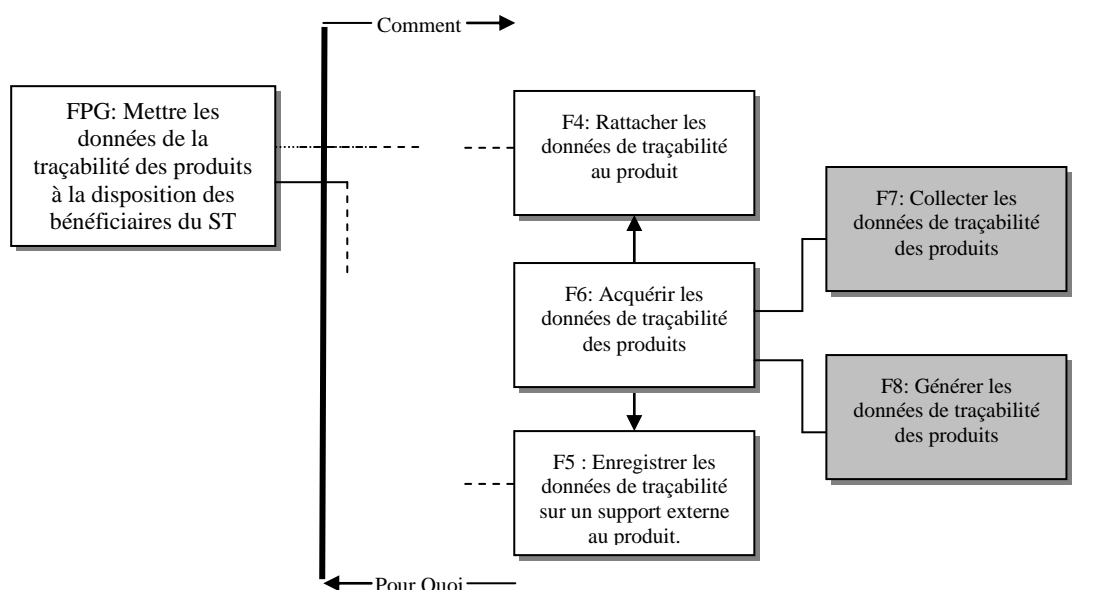 Comment
FPG: Mettre les
données de la
traçabilité des produits
à la disposition des
bénéficiaires du ST
F4: Rattacher les
données de traçabilité
au produit
F7: Collecter les
données de traçabilité
des produits
F6: Acquérir les
données de traçabilité
des produits
F8: Générer les
données de traçabilité
des produits
F5 : Enregistrer les
données de traçabilité
sur un support externe
au produit.
Pour Quoi